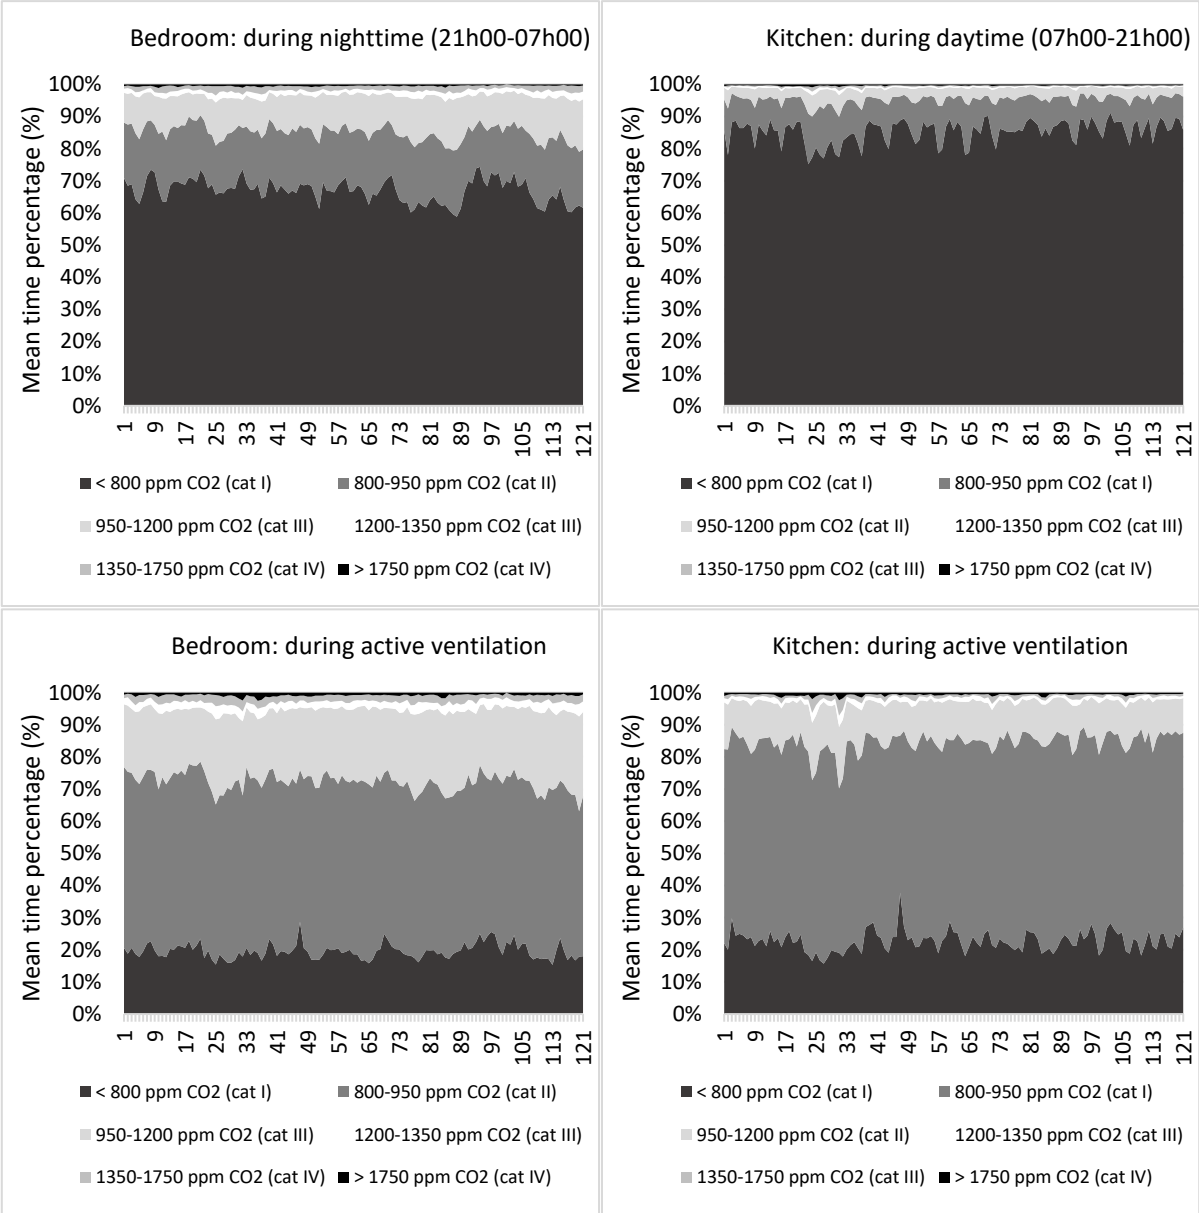 Bedroom: during nighttime (21h00-07h00)
Mean time percentage (%)
100%
90%
80%
70%
60%
50%
40%
30%
20%
10%
0%
1 9 17 25 33 41 49 57 65 73 81 89 97 105 113 121
< 800 ppm CO2 (cat I) 800-950 ppm CO2 (cat II)
950-1200 ppm CO2 (cat III) 1200-1350 ppm CO2 (cat III)
1350-1750 ppm CO2 (cat IV) > 1750 ppm CO2 (cat IV)
Kitchen: during daytime (07h00-21h00)
Mean time percentage (%)
100%
90%
80%
70%
60%
50%
40%
30%
20%
10%
0%
1 9 17 25 33 41 49 57 65 73 81 89 97 105 113 121
< 800 ppm CO2 (cat I) 800-950 ppm CO2 (cat I)
950-1200 ppm CO2 (cat II) 1200-1350 ppm CO2 (cat III)
1350-1750 ppm CO2 (cat III) > 1750 ppm CO2 (cat IV)
Bedroom: during active ventilation
Mean time percentage (%)
100%
90%
80%
70%
60%
50%
40%
30%
20%
10%
0%
1 9 17 25 33 41 49 57 65 73 81 89 97 105 113 121
< 800 ppm CO2 (cat I) 800-950 ppm CO2 (cat II)
950-1200 ppm CO2 (cat III) 1200-1350 ppm CO2 (cat III)
1350-1750 ppm CO2 (cat IV) > 1750 ppm CO2 (cat IV)
Kitchen: during active ventilation
Mean time percentage (%)
100%
90%
80%
70%
60%
50%
40%
30%
20%
10%
0%
1 9 17 25 33 41 49 57 65 73 81 89 97 105 113 121
< 800 ppm CO2 (cat I) 800-950 ppm CO2 (cat I)
950-1200 ppm CO2 (cat II) 1200-1350 ppm CO2 (cat III)
1350-1750 ppm CO2 (cat III) > 1750 ppm CO2 (cat IV)